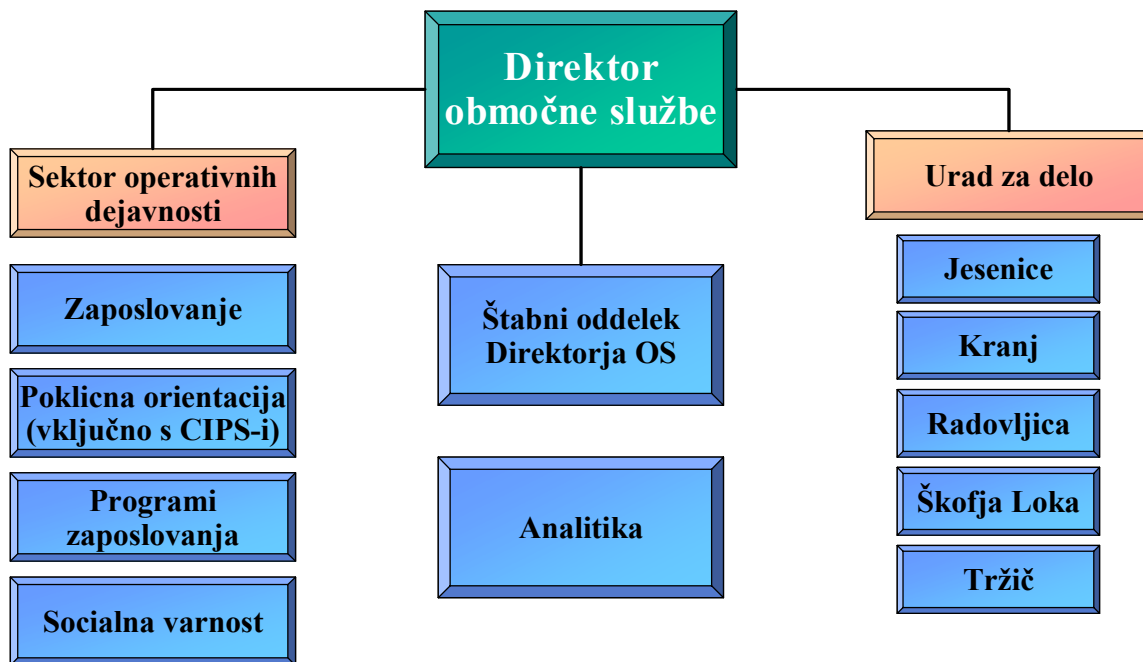 Direktor
območne službe
Sektor operativnih
dejavnosti
Zaposlovanje
Poklicna orientacija
(vključno s CIPS-i)
Programi
zaposlovanja
Socialna varnost
Štabni oddelek
Direktorja OS
Analitika
Urad za delo
Jesenice
Kranj
Radovljica
Škofja Loka
Tržič